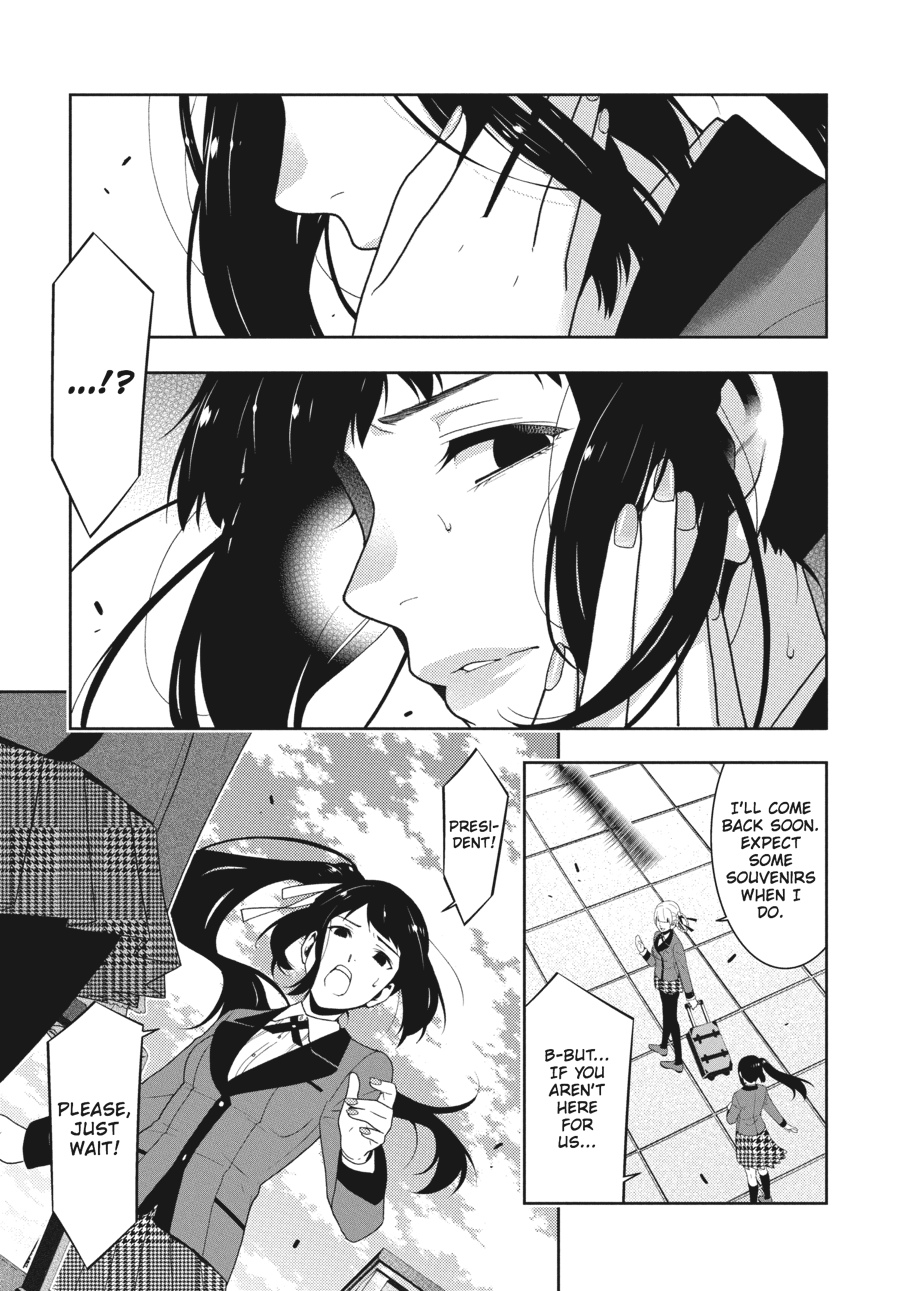 ...!?
I'LL COME
BACK SOON.
EXPECT
SOME
SOUVENIRS
WHEN I
DO.
B-BUT...
IF YOU
AREN'T
HERE
FOR
US...
PRESI-
DENT!
PLEASE,
JUST
WAIT!